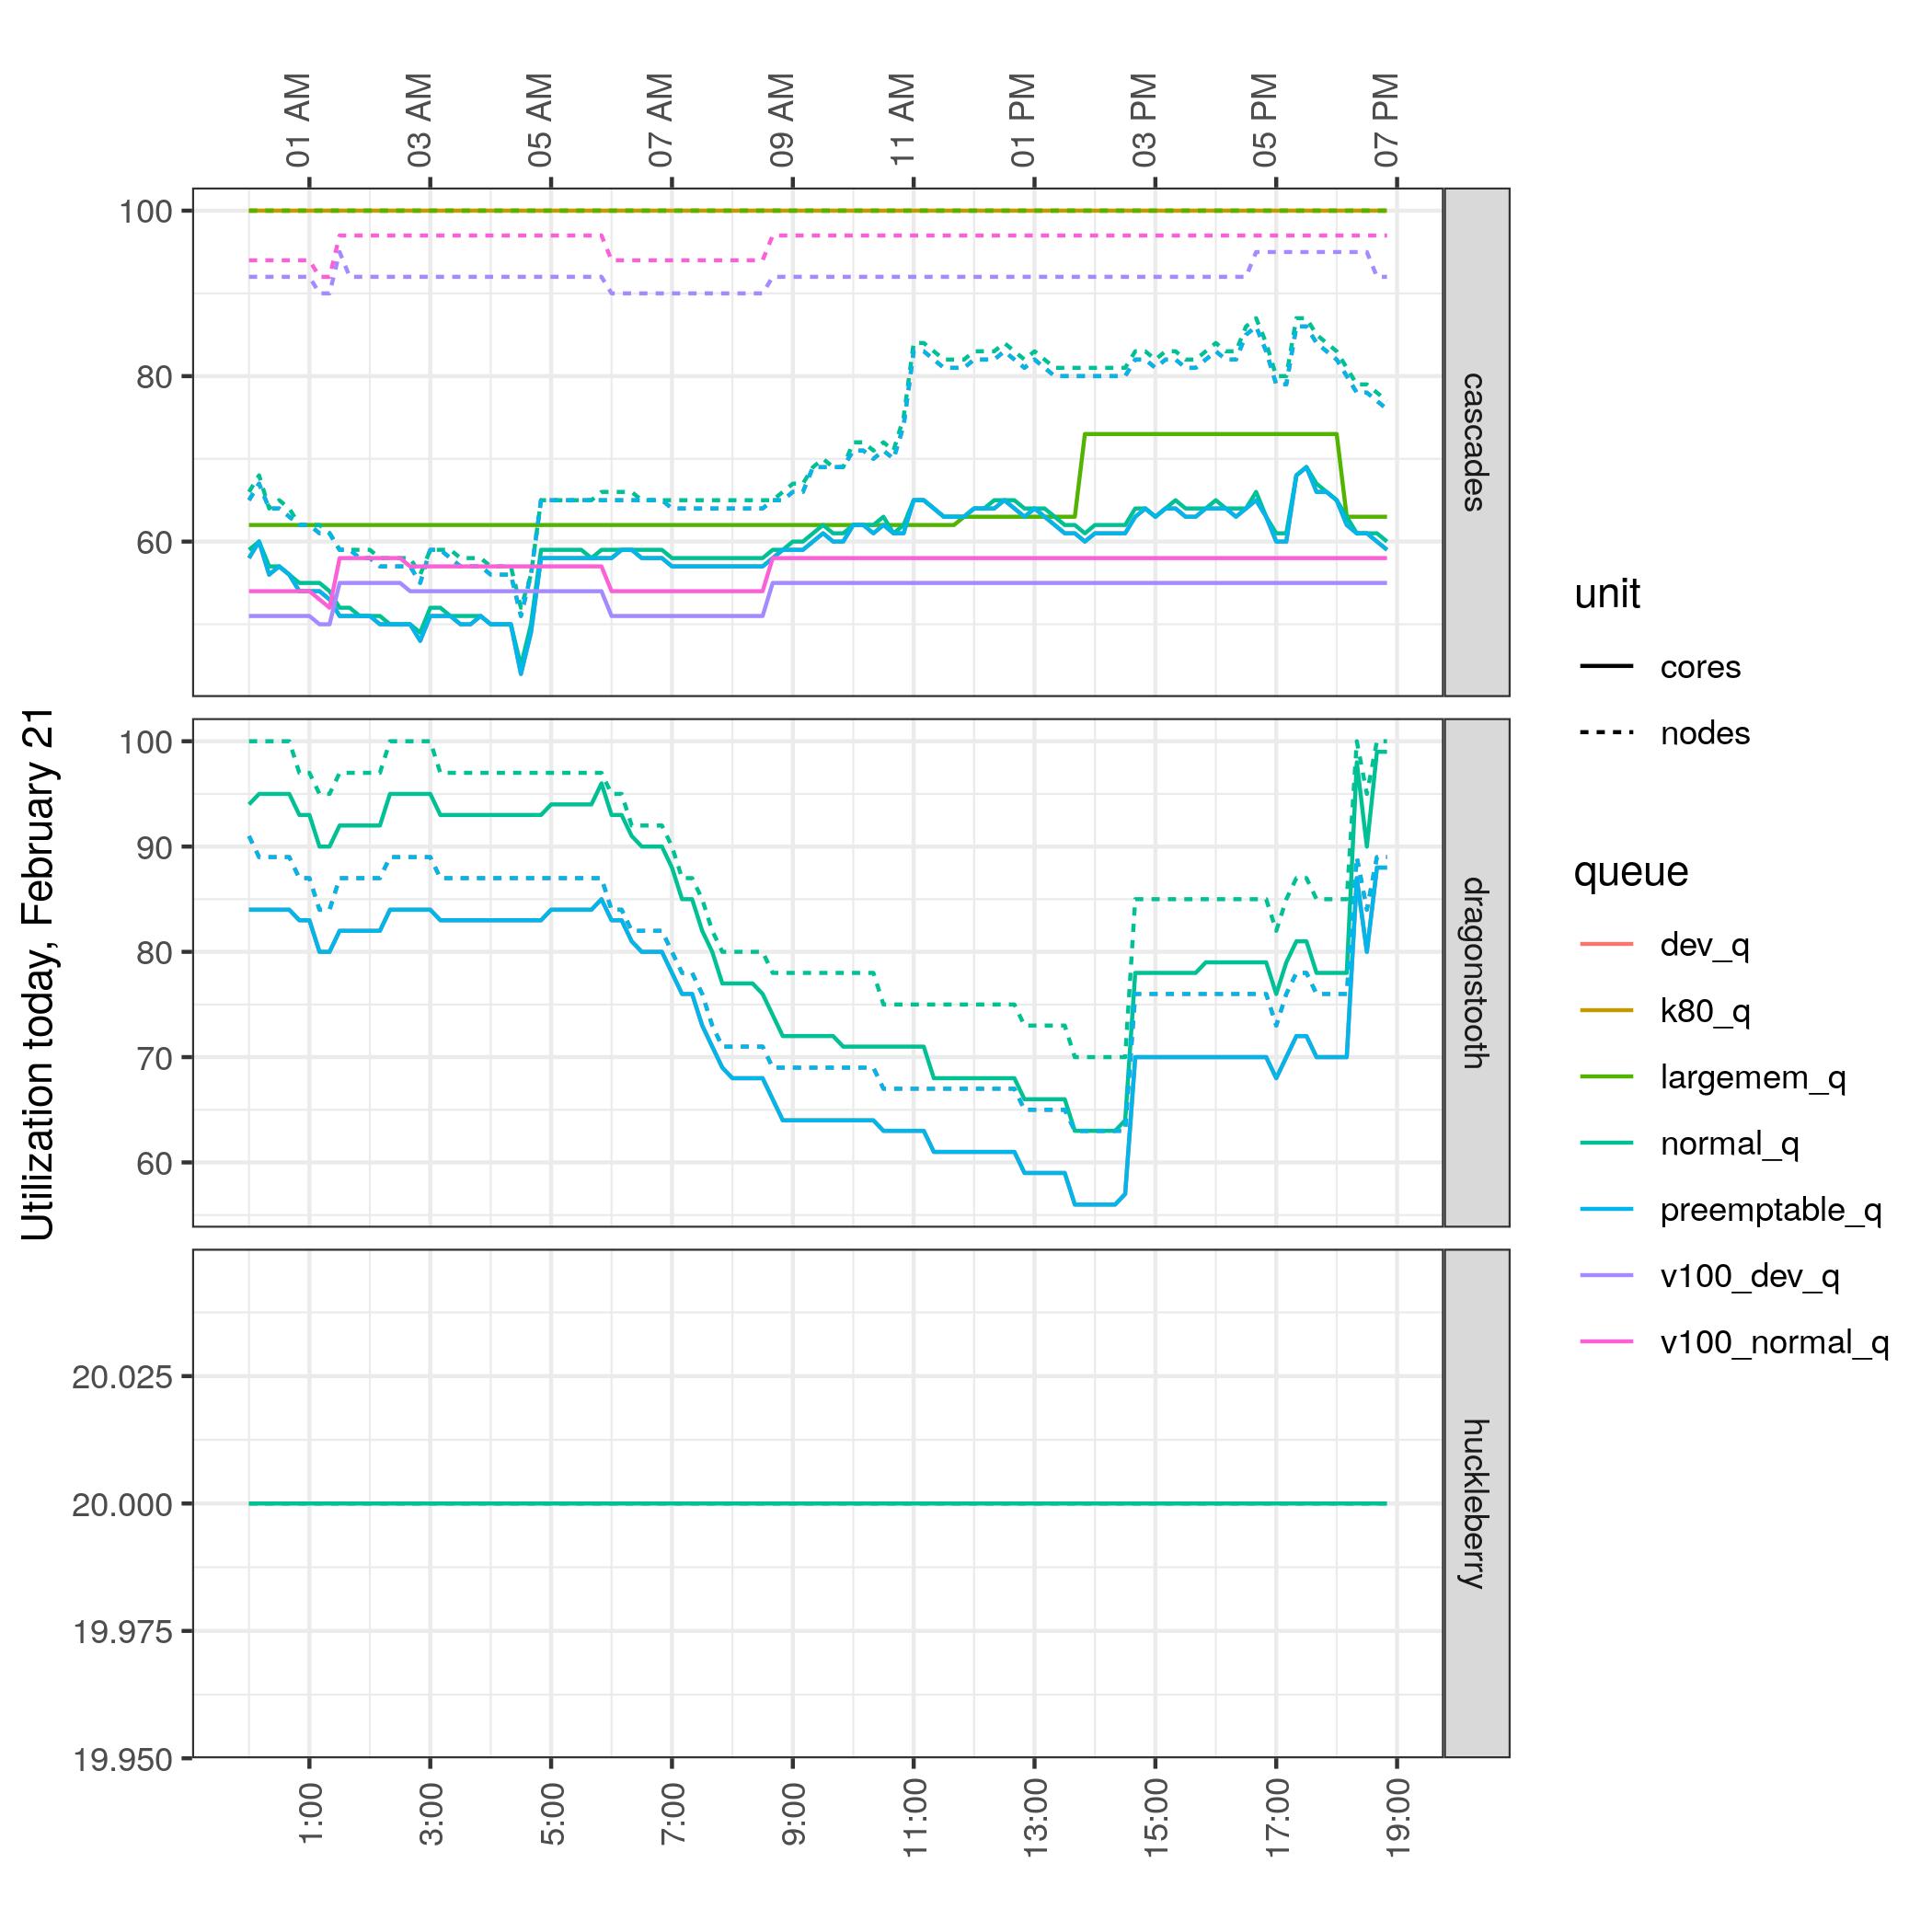 01 AM
03 AM
05 AM
07 AM
09 AM
11 AM
01 PM
03 PM
05 PM
07 PM
Utilization today, February 21
100
80
60
cascades
100
90
80
70
60
dragonstooth
20.025
20.000
19.975
19.950
huckleberry
1:00
3:00
5:00
7:00
9:00
11:00
13:00
15:00
17:00
19:00
unit
cores
nodes
queue
dev_q
k80_q
largemem_q
normal_q
preemptable_q
v100_dev_q
v100_normal_q